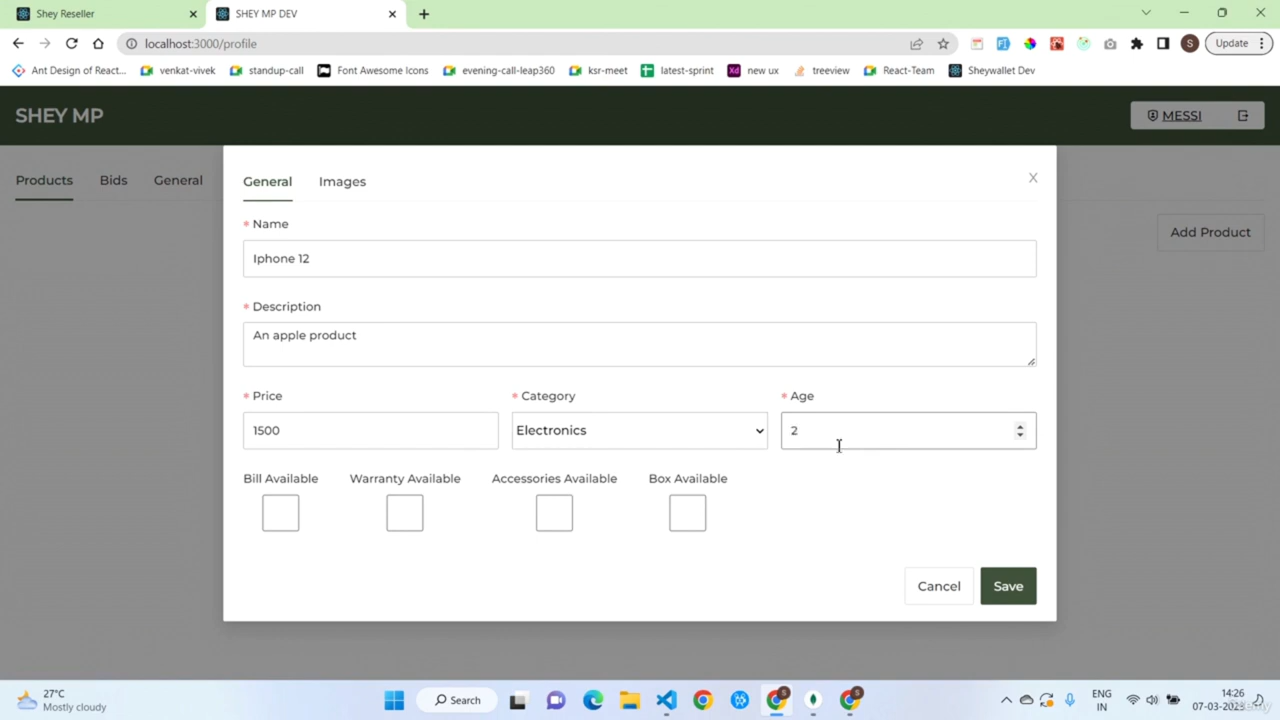 Shey Reseller
SHEY MP DEV
localhost:3000/profile
S
Update
Ant Design of React...
venkat-vivek
standup-call
Font Awesome Icons
evening-call-leap360
ksr-meet
latest-sprint
Xd new ux
treeview
React-Team
Sheywallet Dev
SHEY MP
MESSI
Products
Bids
General
Add Product
General
Images
X
* Name
Iphone 12
* Description
An apple product
* Price
* Category
* Age
1500
Electronics
2
Bill Available
Warranty Available
Accessories Available
Box Available
Cancel
Save
27°C
Mostly cloudy
Search
ENG
IN
14:26
07-03-2023